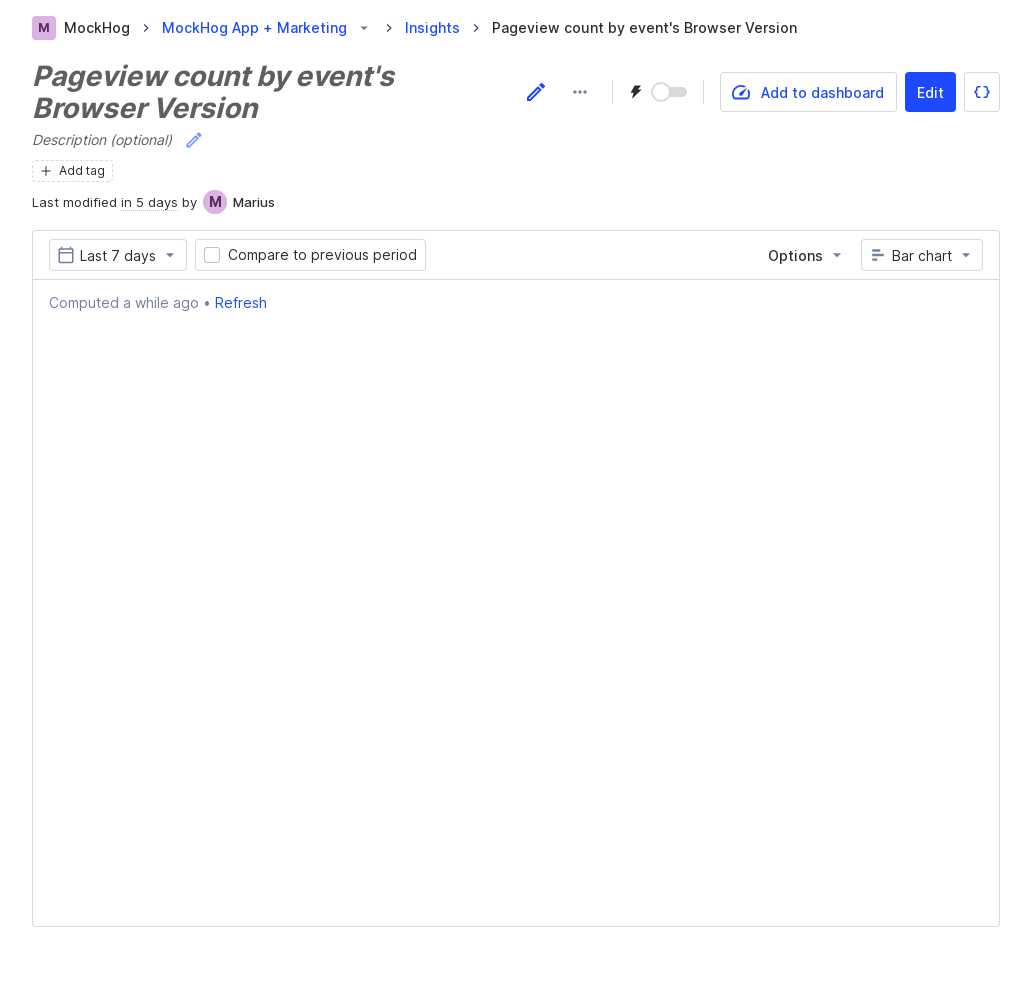 M MockHog MockHog App + Marketing Insights Pageview count by event's Browser Version
Pageview count by event's
Browser Version
Add to dashboard
Edit
Description (optional)
Add tag
Last modified in 5 days by M Marius
Last 7 days
Compare to previous period
Options
Bar chart
Computed a while ago • Refresh